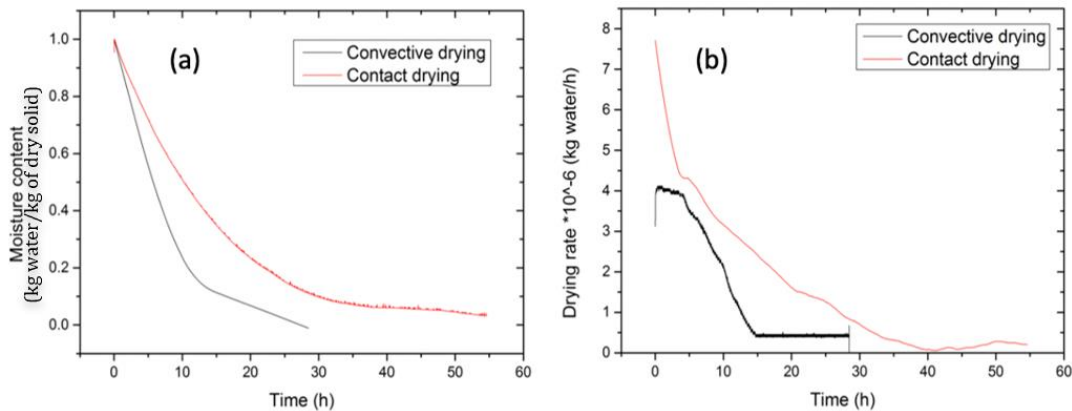 (a)
Convective drying
Contact drying
Moisture content
(kg water/kg of dry solid)
1.0
0.8
0.6
0.4
0.2
0.0
0 10 20 30 40 50 60
Time (h)
(b)
Convective drying
Contact drying
Drying rate *10^-6 (kg water/h)
8
7
6
5
4
3
2
1
0
0 10 20 30 40 50 60
Time (h)